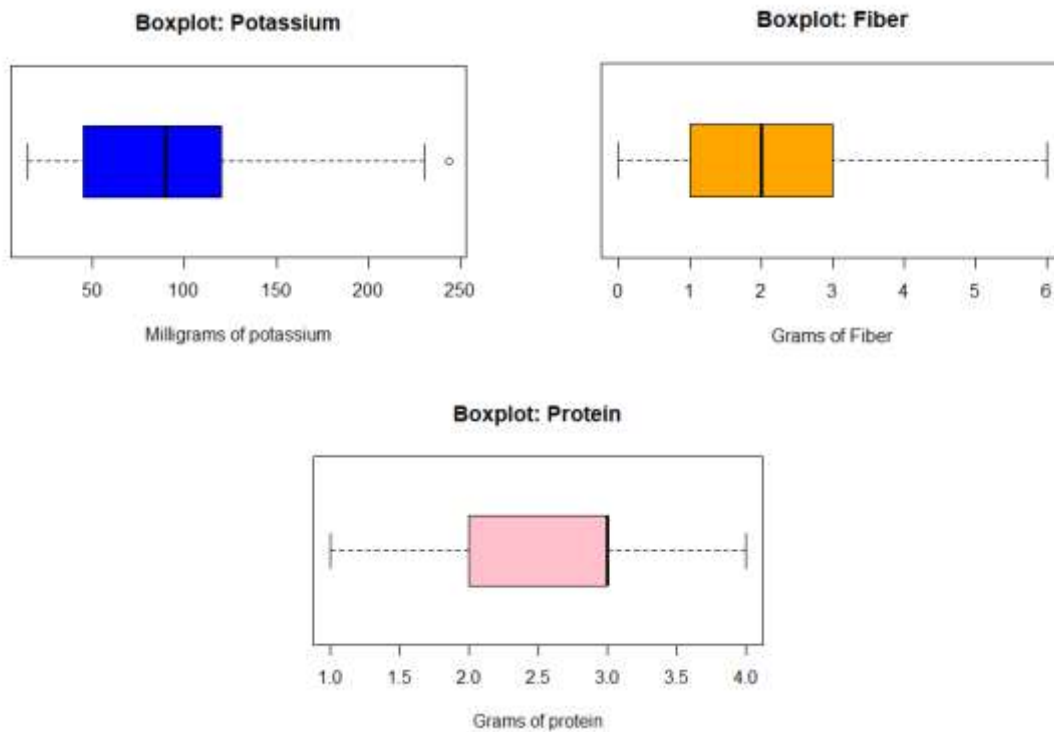 Boxplot: Potassium
50 100 150 200 250
Milligrams of potassium
Boxplot: Fiber
0 1 2 3 4 5 6
Grams of Fiber
Boxplot: Protein
1.0 1.5 2.0 2.5 3.0 3.5 4.0
Grams of protein